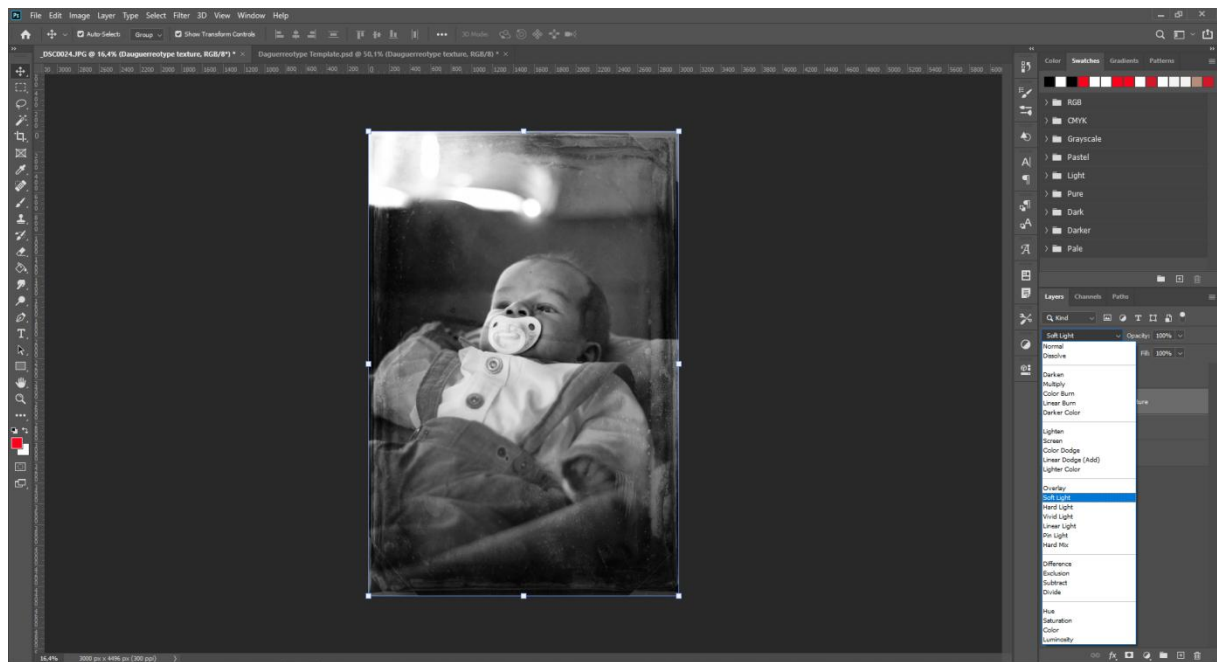 Ps File Edit Image Layer Type Select Filter 3D View Window Help
Auto-Select: Group Show Transform Controls 3D Mode:
_DSC0024.JPG @ 16,4% (Dauguerreotype texture, RGB/8*) * × Daguerreotype Template.psd @ 50,1% (Dauguerreotype texture, RGB/8) * ×
Color Swatches Gradients Patterns
RGB
CMYK
Grayscale
Pastel
Light
Pure
Dark
Darker
Pale
Layers Channels Paths
Kind
Soft Light Opacity: 100%
Fill: 100%
Normal
Dissolve
Darken
Multiply
Color Burn
Linear Burn
Darker Color
Lighten
Screen
Color Dodge
Linear Dodge (Add)
Lighter Color
Overlay
Soft Light
Hard Light
Vivid Light
Linear Light
Pin Light
Hard Mix
Difference
Exclusion
Subtract
Divide
Hue
Saturation
Color
Luminosity
16,4% 3000 px x 4496 px (300 ppi)